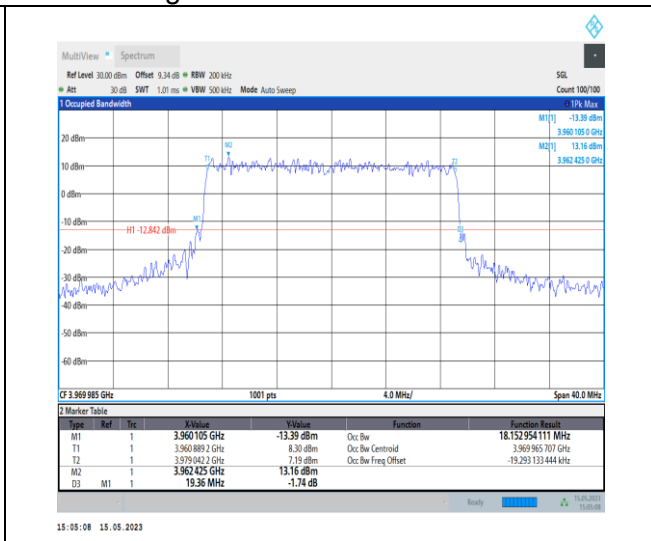 MultiView Spectrum
Ref Level 30.00 dBm Offset 9.34 dB RBW 200 kHz SGL
Att 30 dB SWT 1.01 ms VBW 500 kHz Mode Auto Sweep Count 100/100
1 Occupied Bandwidth 1Pk Max
M1[1] -13.39 dBm
3.960 105 0 GHz
M2[1] 13.16 dBm
3.962 425 0 GHz
20 dBm
M2
T1 T2
10 dBm
0 dBm
-10 dBm
M1
H1 -12.842 dBm
D3
-20 dBm
-30 dBm
-40 dBm
-50 dBm
-60 dBm
CF 3.969 985 GHz 1001 pts 4.0 MHz/ Span 40.0 MHz
2 Marker Table
Type Ref Trc X-Value Y-Value Function Function Result
M1 1 3.960105 GHz -13.39 dBm Occ Bw 18.152 954 111 MHz
T1 1 3.960 889 2 GHz 8.30 dBm Occ Bw Centroid 3.969 965 707 GHz
T2 1 3.979 042 2 GHz 7.19 dBm Occ Bw Freq Offset -19.293 133 444 kHz
M2 1 3.962 425 GHz 13.16 dBm
D3 M1 1 19.36 MHz -1.74 dB
Ready 15.05.2023
15:05:08
15:05:08 15.05.2023